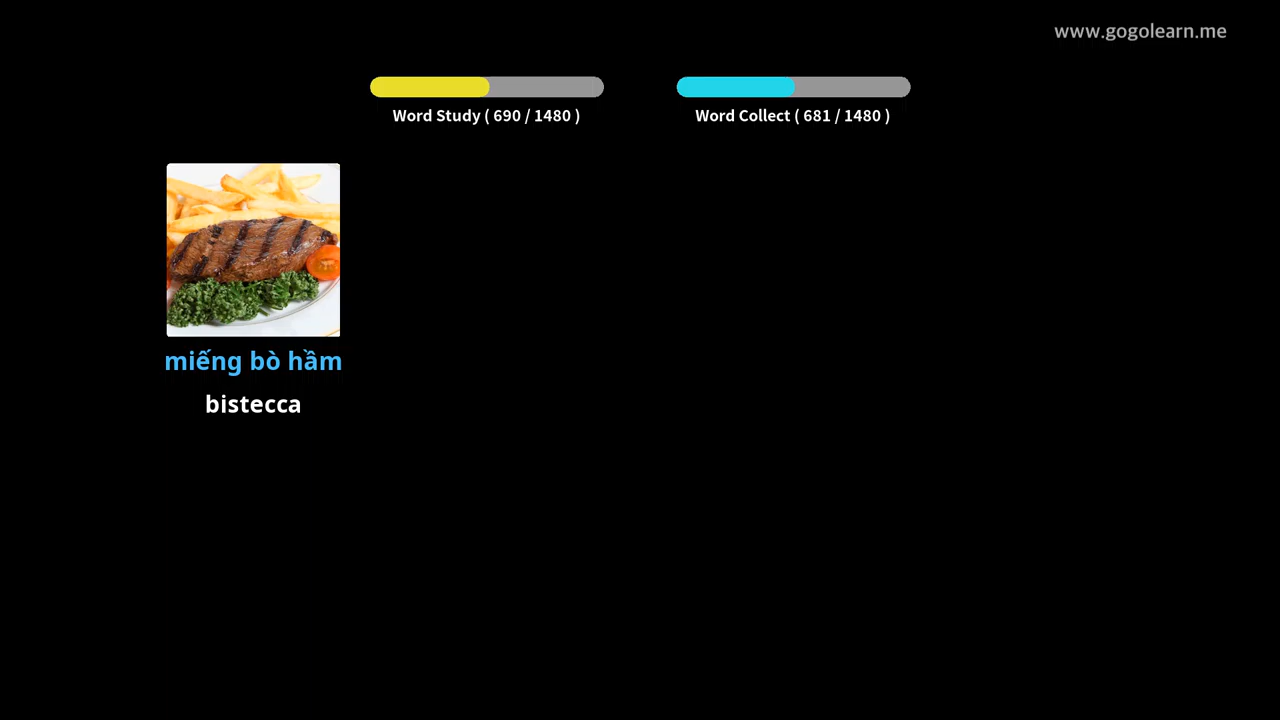 www.gogolearn.me
Word Study ( 690 / 1480 )
Word Collect ( 681 / 1480 )
miếng bò hầm
bistecca